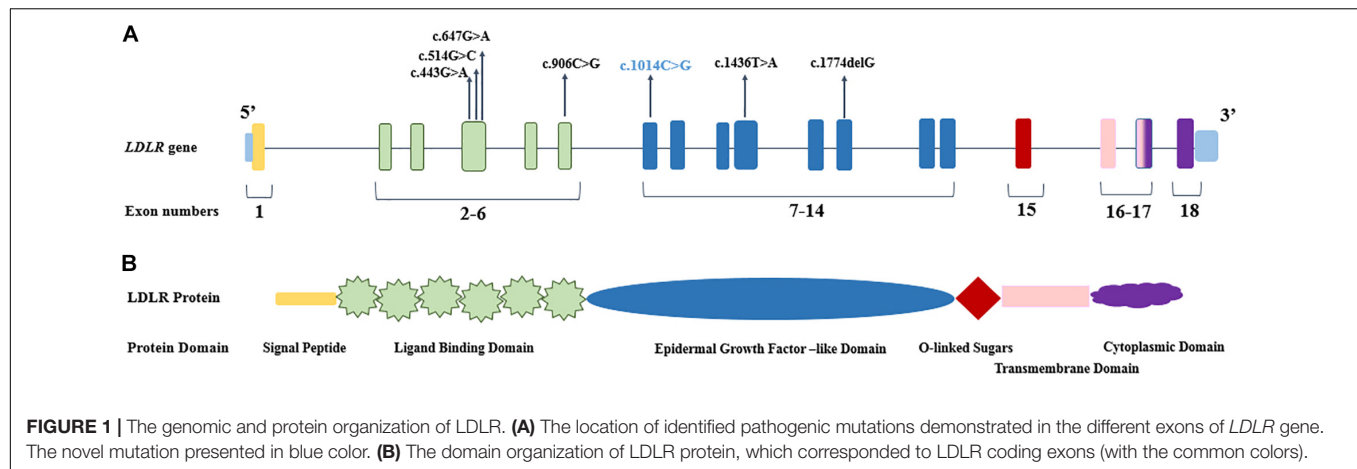 A
c.647G>A
c.514G>C
c.443G>A
c.906C>G
c.1014C>G
c.1436T>A
c.1774delG
5’
3’
LDLR gene
Exon numbers
1
2-6
7-14
15
16-17
18
B
LDLR Protein
Protein Domain
Signal Peptide
Ligand Binding Domain
Epidermal Growth Factor –like Domain
O-linked Sugars
Transmembrane Domain
Cytoplasmic Domain
FIGURE 1 | The genomic and protein organization of LDLR. (A) The location of identified pathogenic mutations demonstrated in the different exons of LDLR gene.
The novel mutation presented in blue color. (B) The domain organization of LDLR protein, which corresponded to LDLR coding exons (with the common colors).